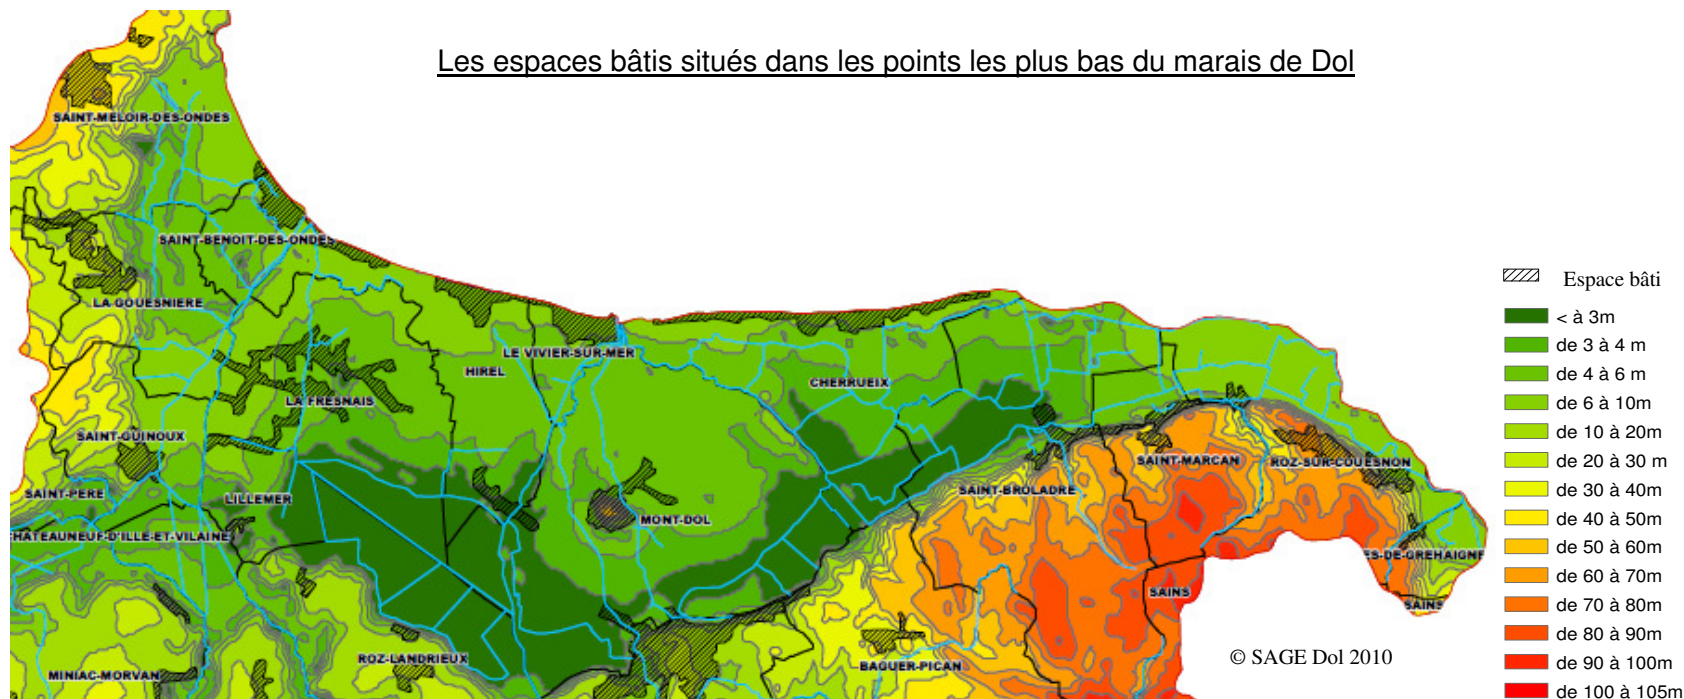 Les espaces bâtis situés dans les points les plus bas du marais de Dol
SAINT-MELOIR-DES-ONDES
SAINT-BENOIT-DES-ONDES
LA GOUESNIERE
LE VIVIER-SUR-MER
HIREL
CHERRUEIX
LA FRESNAIS
SAINT-GUINOUX
SAINT-MARCAN
ROZ-SUR-COUESNON
SAINT-PERE
LILLEMER
SAINT-BROLADRE
MONT-DOL
HATEAUNEUF-D'ILLE-ET-VILAINE
ES-DE-GREHAIGNE
SAINS
SAINS
ROZ-LANDRIEUX
BAGUER-PICAN
MINIAC-MORVAN
© SAGE Dol 2010
Espace bâti
< à 3m
de 3 à 4 m
de 4 à 6 m
de 6 à 10m
de 10 à 20m
de 20 à 30 m
de 30 à 40m
de 40 à 50m
de 50 à 60m
de 60 à 70m
de 70 à 80m
de 80 à 90m
de 90 à 100m
de 100 à 105m